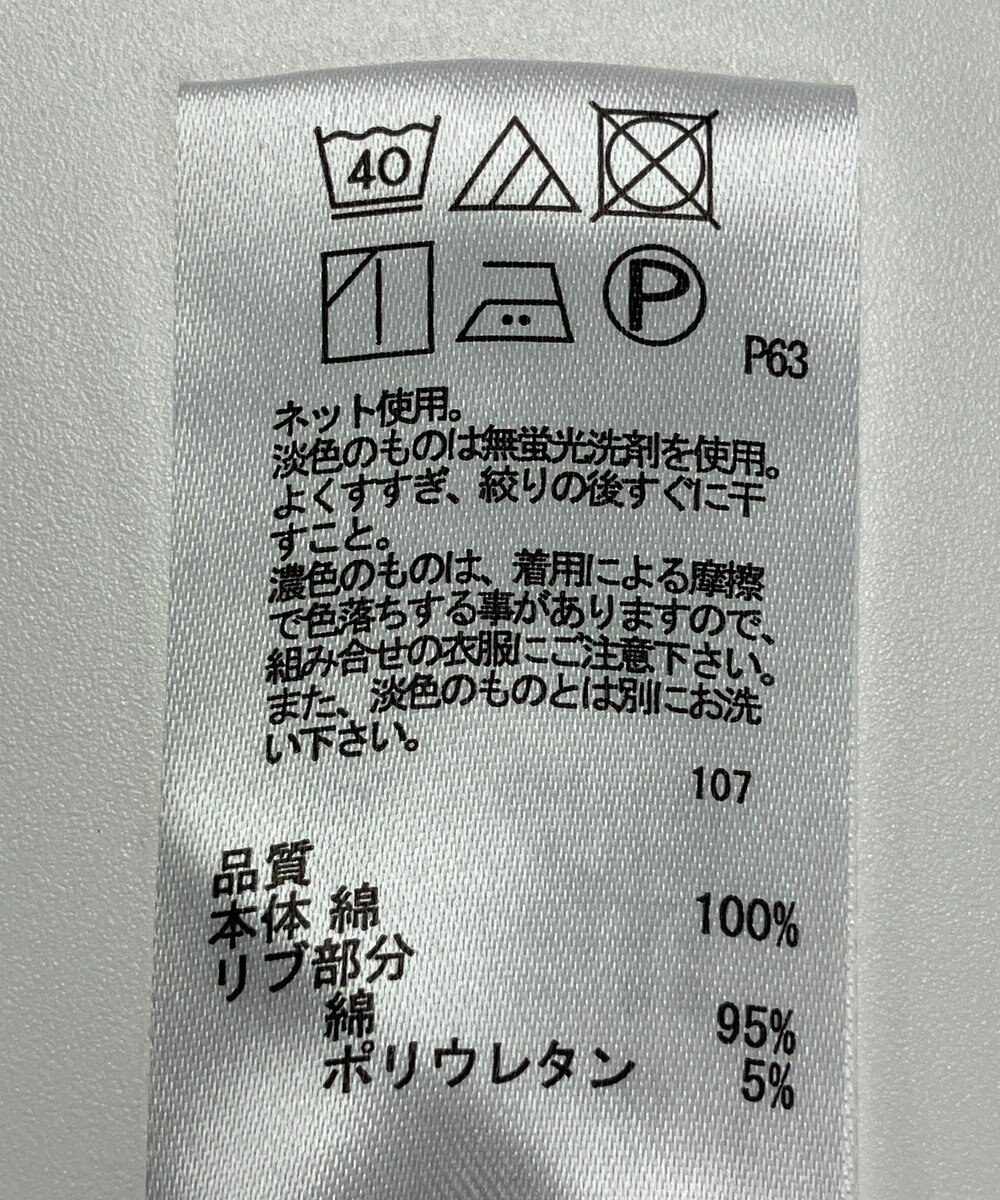 40
P
P63
ネット使用。
淡色のものは無蛍光洗剤を使用。
よくすすぎ、絞りの後すぐに干
すこと。
濃色のものは、着用による摩擦
で色落ちする事がありますので、
組み合せの衣服にご注意下さい。
また、淡色のものとは別にお洗
い下さい。
107
品質
本体 綿 100%
リブ部分
綿 95%
ポリウレタン 5%